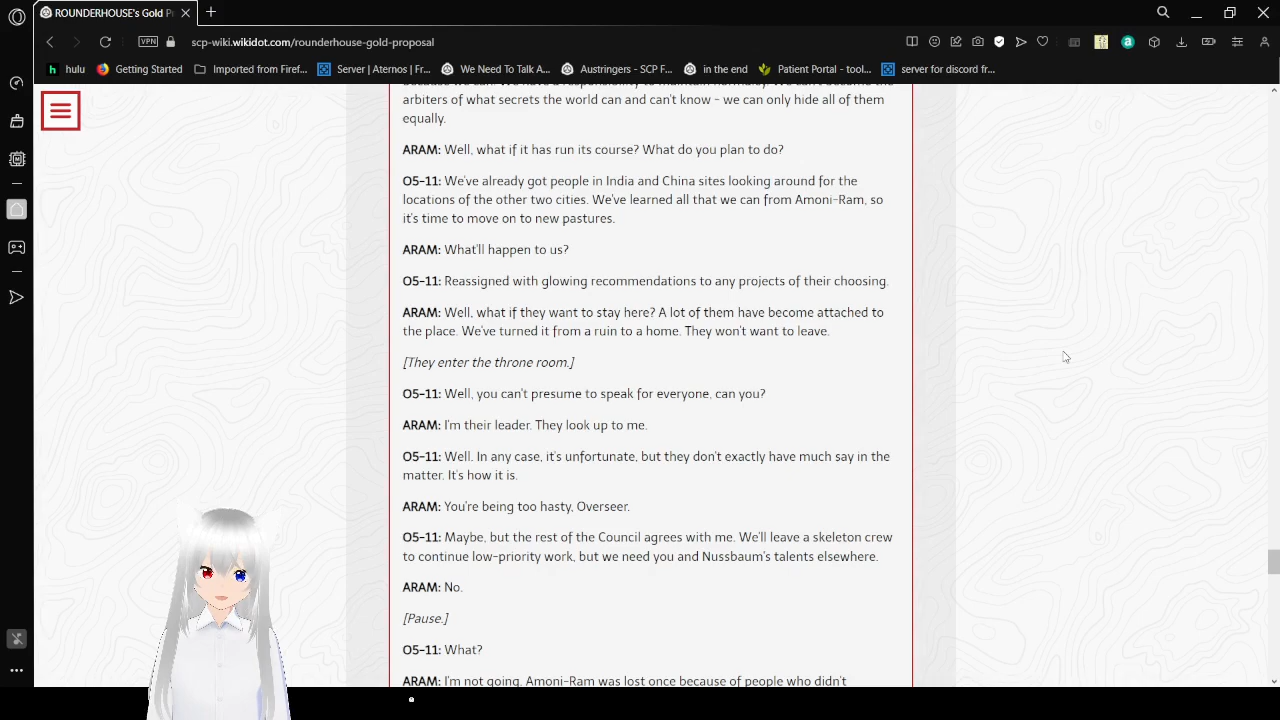 ROUNDERHOUSE's Gold P
VPN
scp-wiki.wikidot.com/rounderhouse-gold-proposal
hulu
Getting Started
Imported from Firef...
Server | Aternos | Fr...
We Need To Talk A...
Austringers - SCP F...
in the end
Patient Portal - tool...
server for discord fr...
arbiters of what secrets the world can and can't know - we can only hide all of them
equally.
ARAM: Well, what if it has run its course? What do you plan to do?
O5-11: We've already got people in India and China sites looking around for the
locations of the other two cities. We've learned all that we can from Amoni-Ram, so
it's time to move on to new pastures.
ARAM: What'll happen to us?
O5-11: Reassigned with glowing recommendations to any projects of their choosing.
ARAM: Well, what if they want to stay here? A lot of them have become attached to
the place. We've turned it from a ruin to a home. They won't want to leave.
[They enter the throne room.]
O5-11: Well, you can't presume to speak for everyone, can you?
ARAM: I'm their leader. They look up to me.
O5-11: Well. In any case, it's unfortunate, but they don't exactly have much say in the
matter. It's how it is.
ARAM: You're being too hasty, Overseer.
O5-11: Maybe, but the rest of the Council agrees with me. We'll leave a skeleton crew
to continue low-priority work, but we need you and Nussbaum's talents elsewhere.
ARAM: No.
[Pause.]
O5-11: What?
ARAM: I'm not going. Amoni-Ram was lost once because of people who didn't